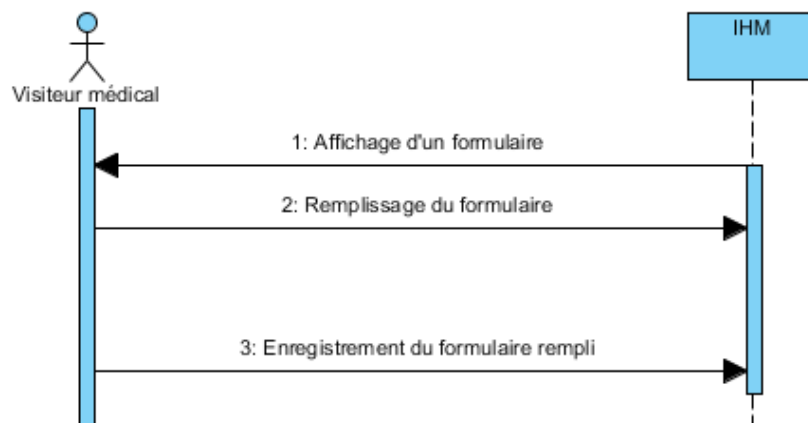 IHM
Visiteur médical
1: Affichage d'un formulaire
2: Remplissage du formulaire
3: Enregistrement du formulaire rempli